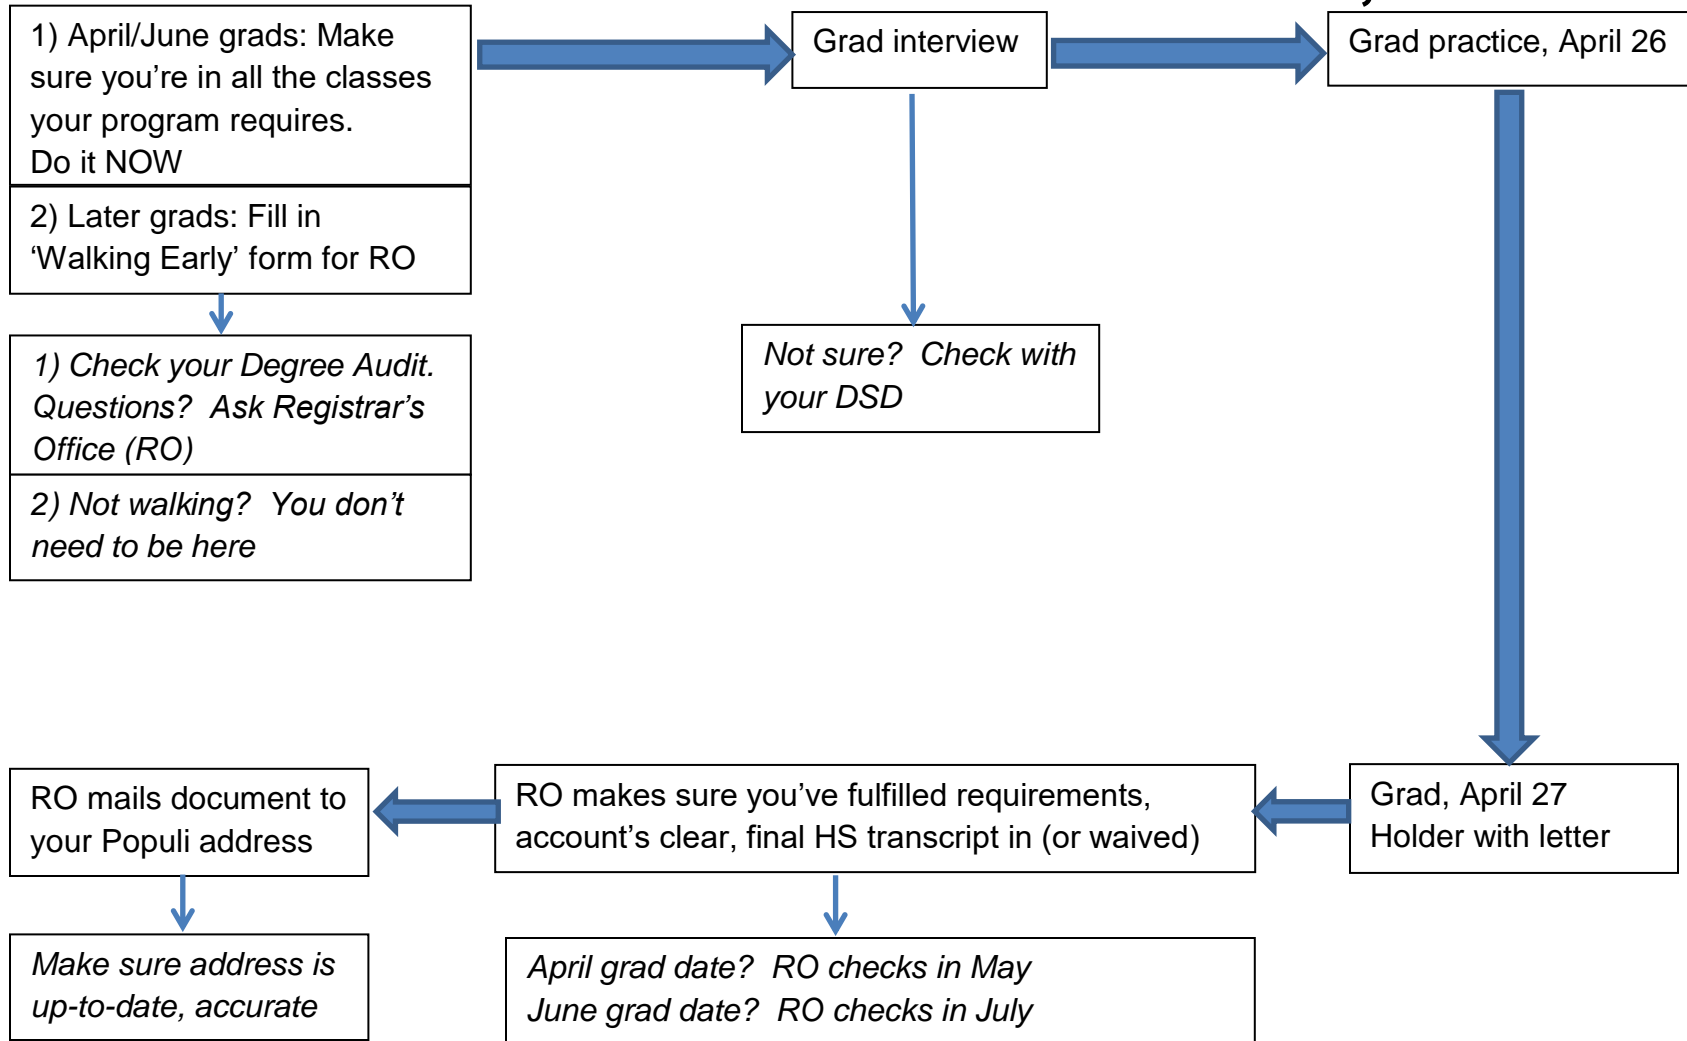 1) April/June grads: Make
sure you’re in all the classes
your program requires.
Do it NOW
2) Later grads: Fill in
‘Walking Early’ form for RO
1) Check your Degree Audit.
Questions?  Ask Registrar’s
Office (RO)
2) Not walking?  You don’t
need to be here
Grad interview
Not sure?  Check with
your DSD
Grad practice, April 26
Grad, April 27
Holder with letter
RO makes sure you’ve fulfilled requirements,
account’s clear, final HS transcript in (or waived)
April grad date?  RO checks in May
June grad date?  RO checks in July
RO mails document to
your Populi address
Make sure address is
up-to-date, accurate